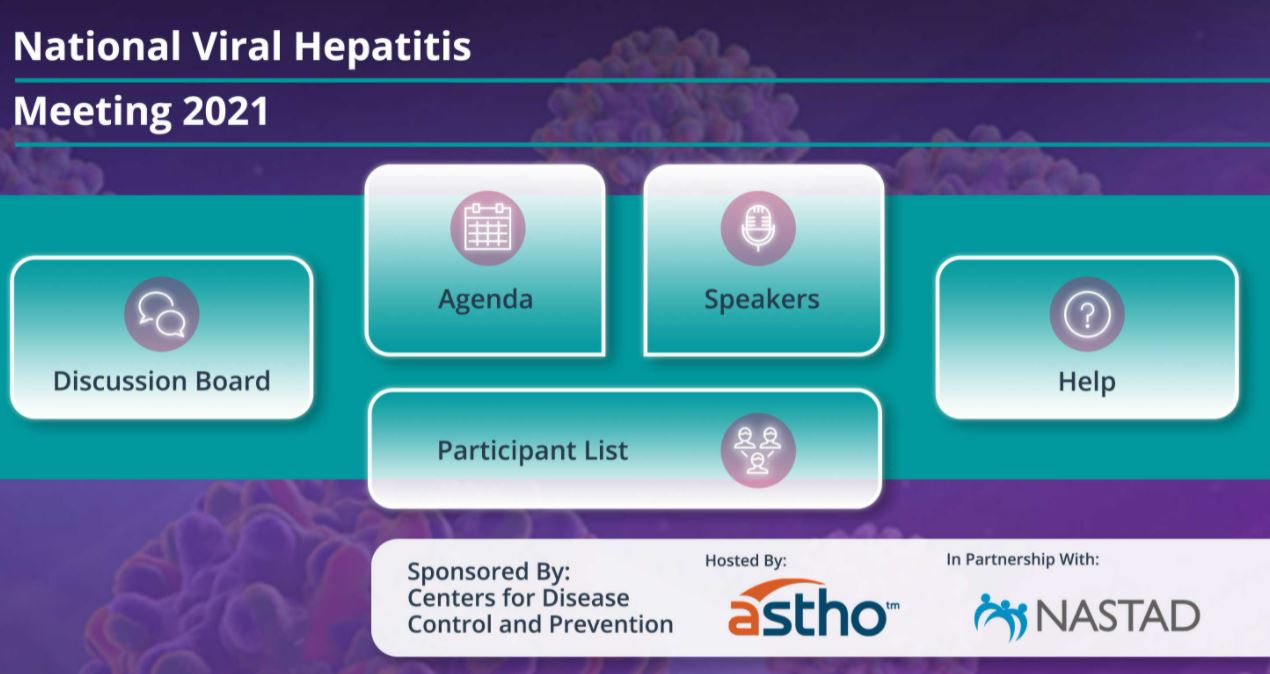 National Viral Hepatitis
Meeting 2021
Agenda
Speakers
Discussion Board
Help
Participant List
Sponsored By:
Centers for Disease
Control and Prevention
Hosted By:
astho™
In Partnership With:
NASTAD